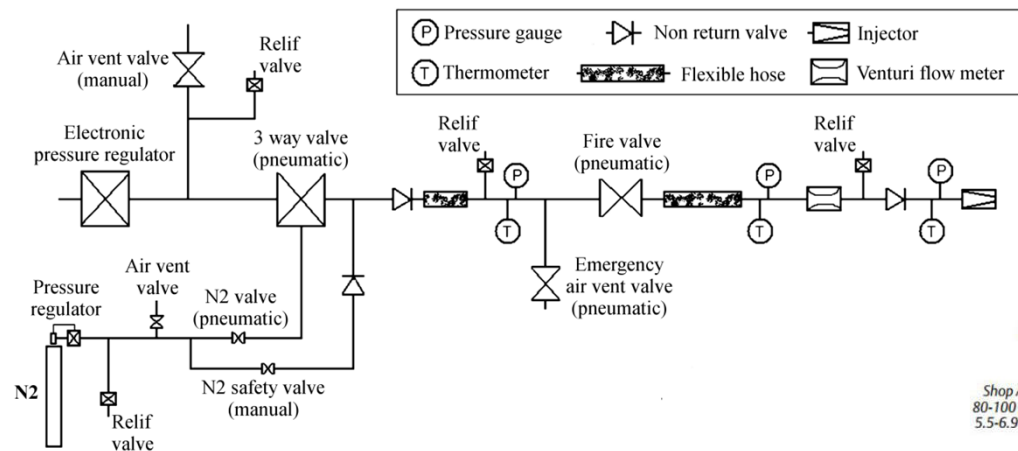 Air vent valve
(manual)
Relif
valve
P Pressure gauge
Non return valve
Injector
T Thermometer
Flexible hose
Venturi flow meter
Electronic
pressure regulator
3 way valve
(pneumatic)
Relif
valve
Fire valve
(pneumatic)
Relif
valve
P
P
P
T
T
T
Air vent
valve
Pressure
regulator
N2 valve
(pneumatic)
Emergency
air vent valve
(pneumatic)
N2
N2 safety valve
(manual)
Relif
valve
Shop
80-100
5.5-6.9